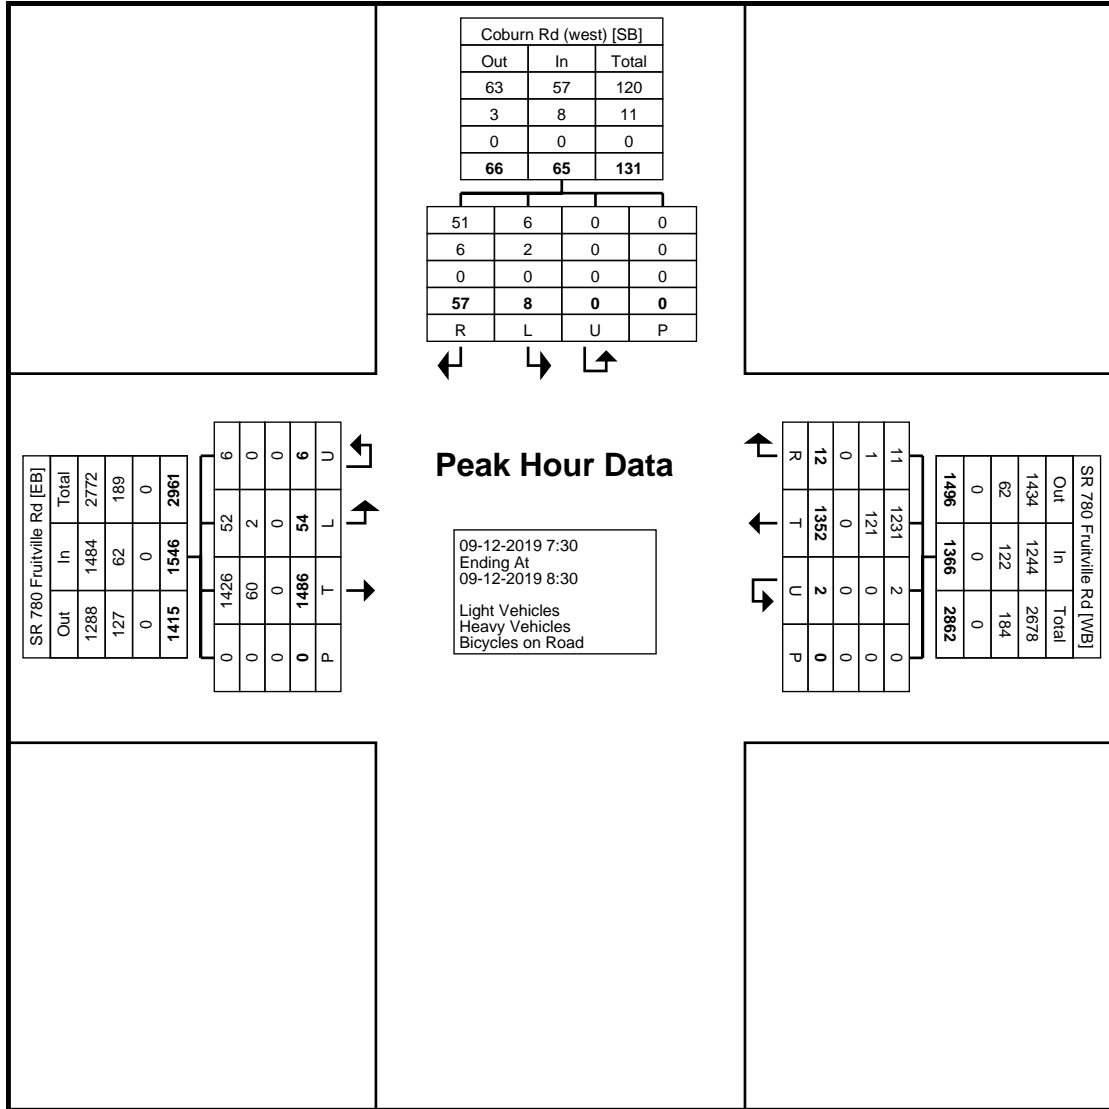 Coburn Rd (west) [SB]
Out In Total
63 57 120
3 8 11
0 0 0
66 65 131
51 6 0 0
6 2 0 0
0 0 0 0
57 8 0 0
R L U P
Peak Hour Data
09-12-2019 7:30
Ending At
09-12-2019 8:30
Light Vehicles
Heavy Vehicles
Bicycles on Road
SR 780 Fruitville Rd [EB]
Out In Total
1288 1484 2772
127 62 189
0 0 0
1415 1546 2961
0 1426 52 6
0 60 2 0
0 0 0 0
0 1486 54 6
P T L U
SR 780 Fruitville Rd [WB]
Out In Total
1434 1244 2678
62 122 184
0 0 0
1496 1366 2862
11 1231 2 0
1 121 0 0
0 0 0 0
12 1352 2 0
R T U P